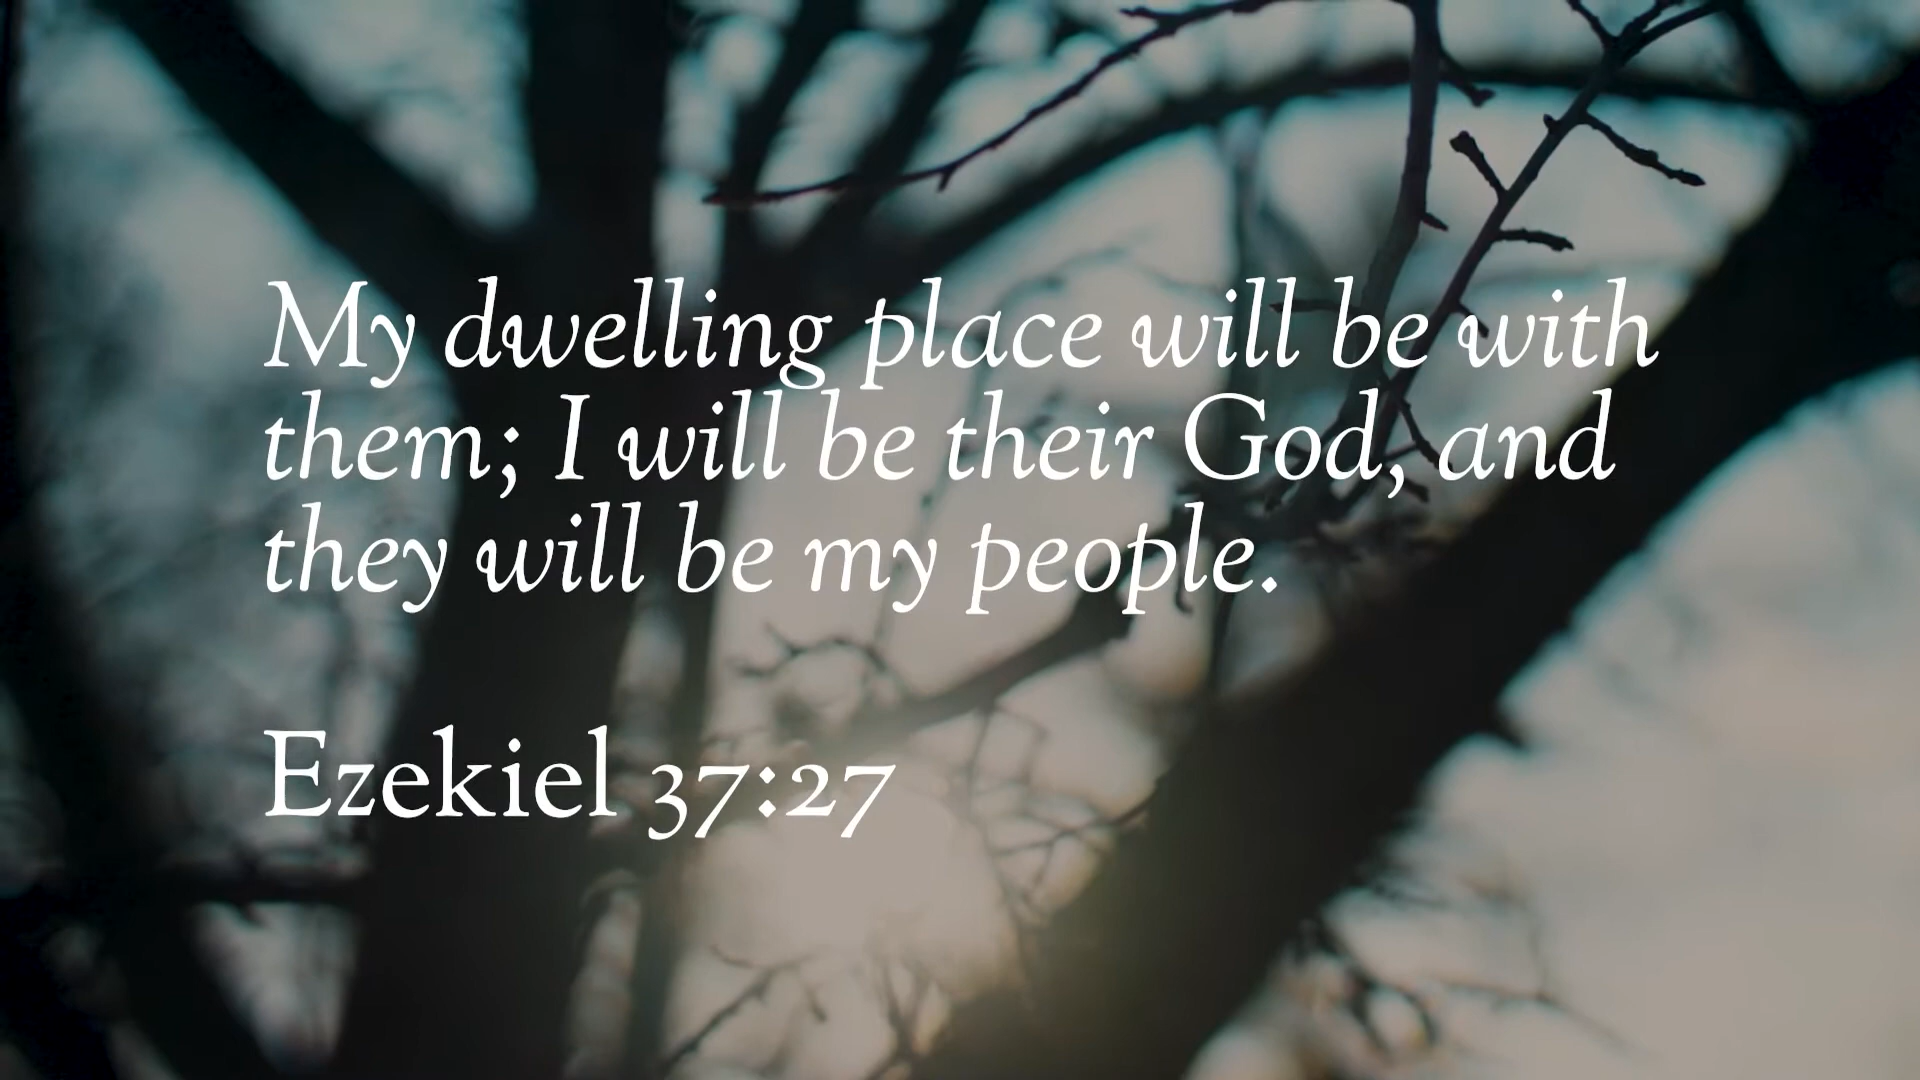 My dwelling place will be with
them; I will be their God, and
they will be my people.
Ezekiel 37:27